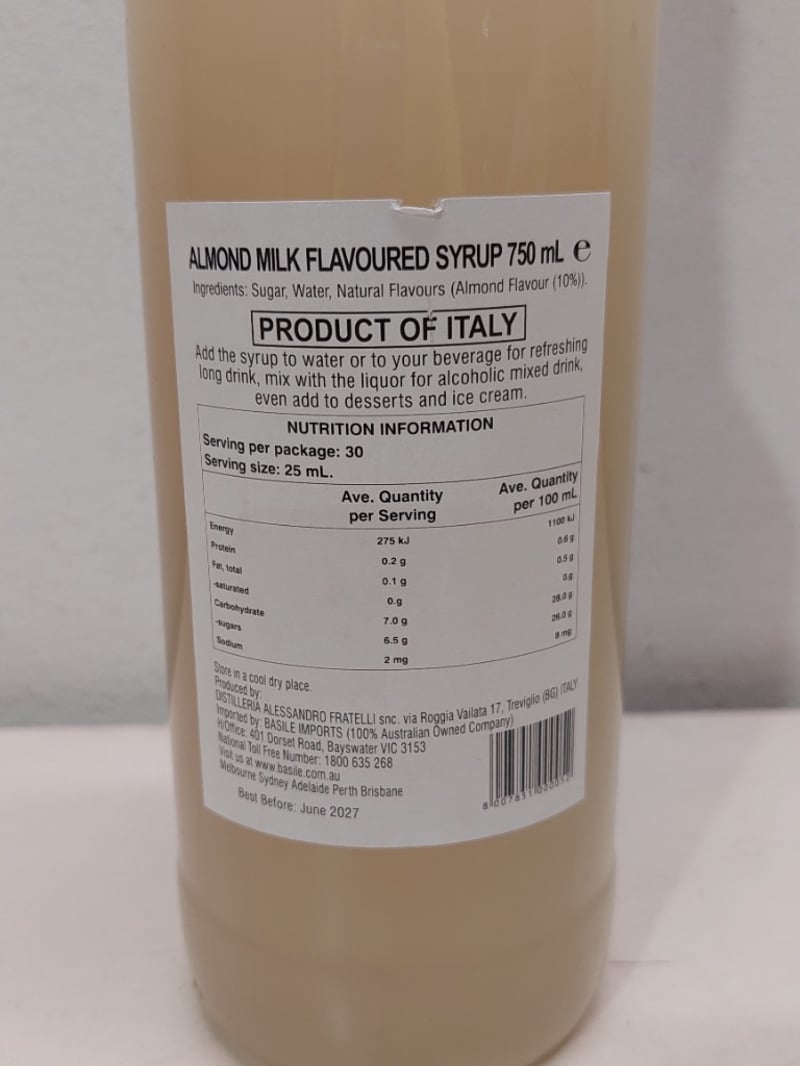 ALMOND MILK FLAVOURED SYRUP 750 mL ℮
Ingredients: Sugar, Water, Natural Flavours (Almond Flavour (10%)).
PRODUCT OF ITALY
Add the syrup to water or to your beverage for refreshing
long drink, mix with the liquor for alcoholic mixed drink,
even add to desserts and ice cream.
NUTRITION INFORMATION
Serving per package: 30
Serving size: 25 mL.
Ave. Quantity per Serving Ave. Quantity per 100 mL
Energy 275 kJ 1100 kJ
Protein 0.2 g 0.6 g
Fat, total 0.1 g 0.5 g
-saturated 0.g 0.g
Carbohydrate 7.0 g 28.0 g
-sugars 6.5 g 26.0 g
Sodium 2 mg 8 mg
Store in a cool dry place.
Produced by:
DISTILLERIA ALESSANDRO FRATELLI snc. via Roggia Vailata 17, Treviglio (BG) ITALY
Imported by: BASILE IMPORTS (100% Australian Owned Company)
H/Office: 401 Dorset Road, Bayswater VIC 3153
National Toll Free Number: 1800 635 268
Visit us at www.basile.com.au
Melbourne Sydney Adelaide Perth Brisbane
Best Before: June 2027